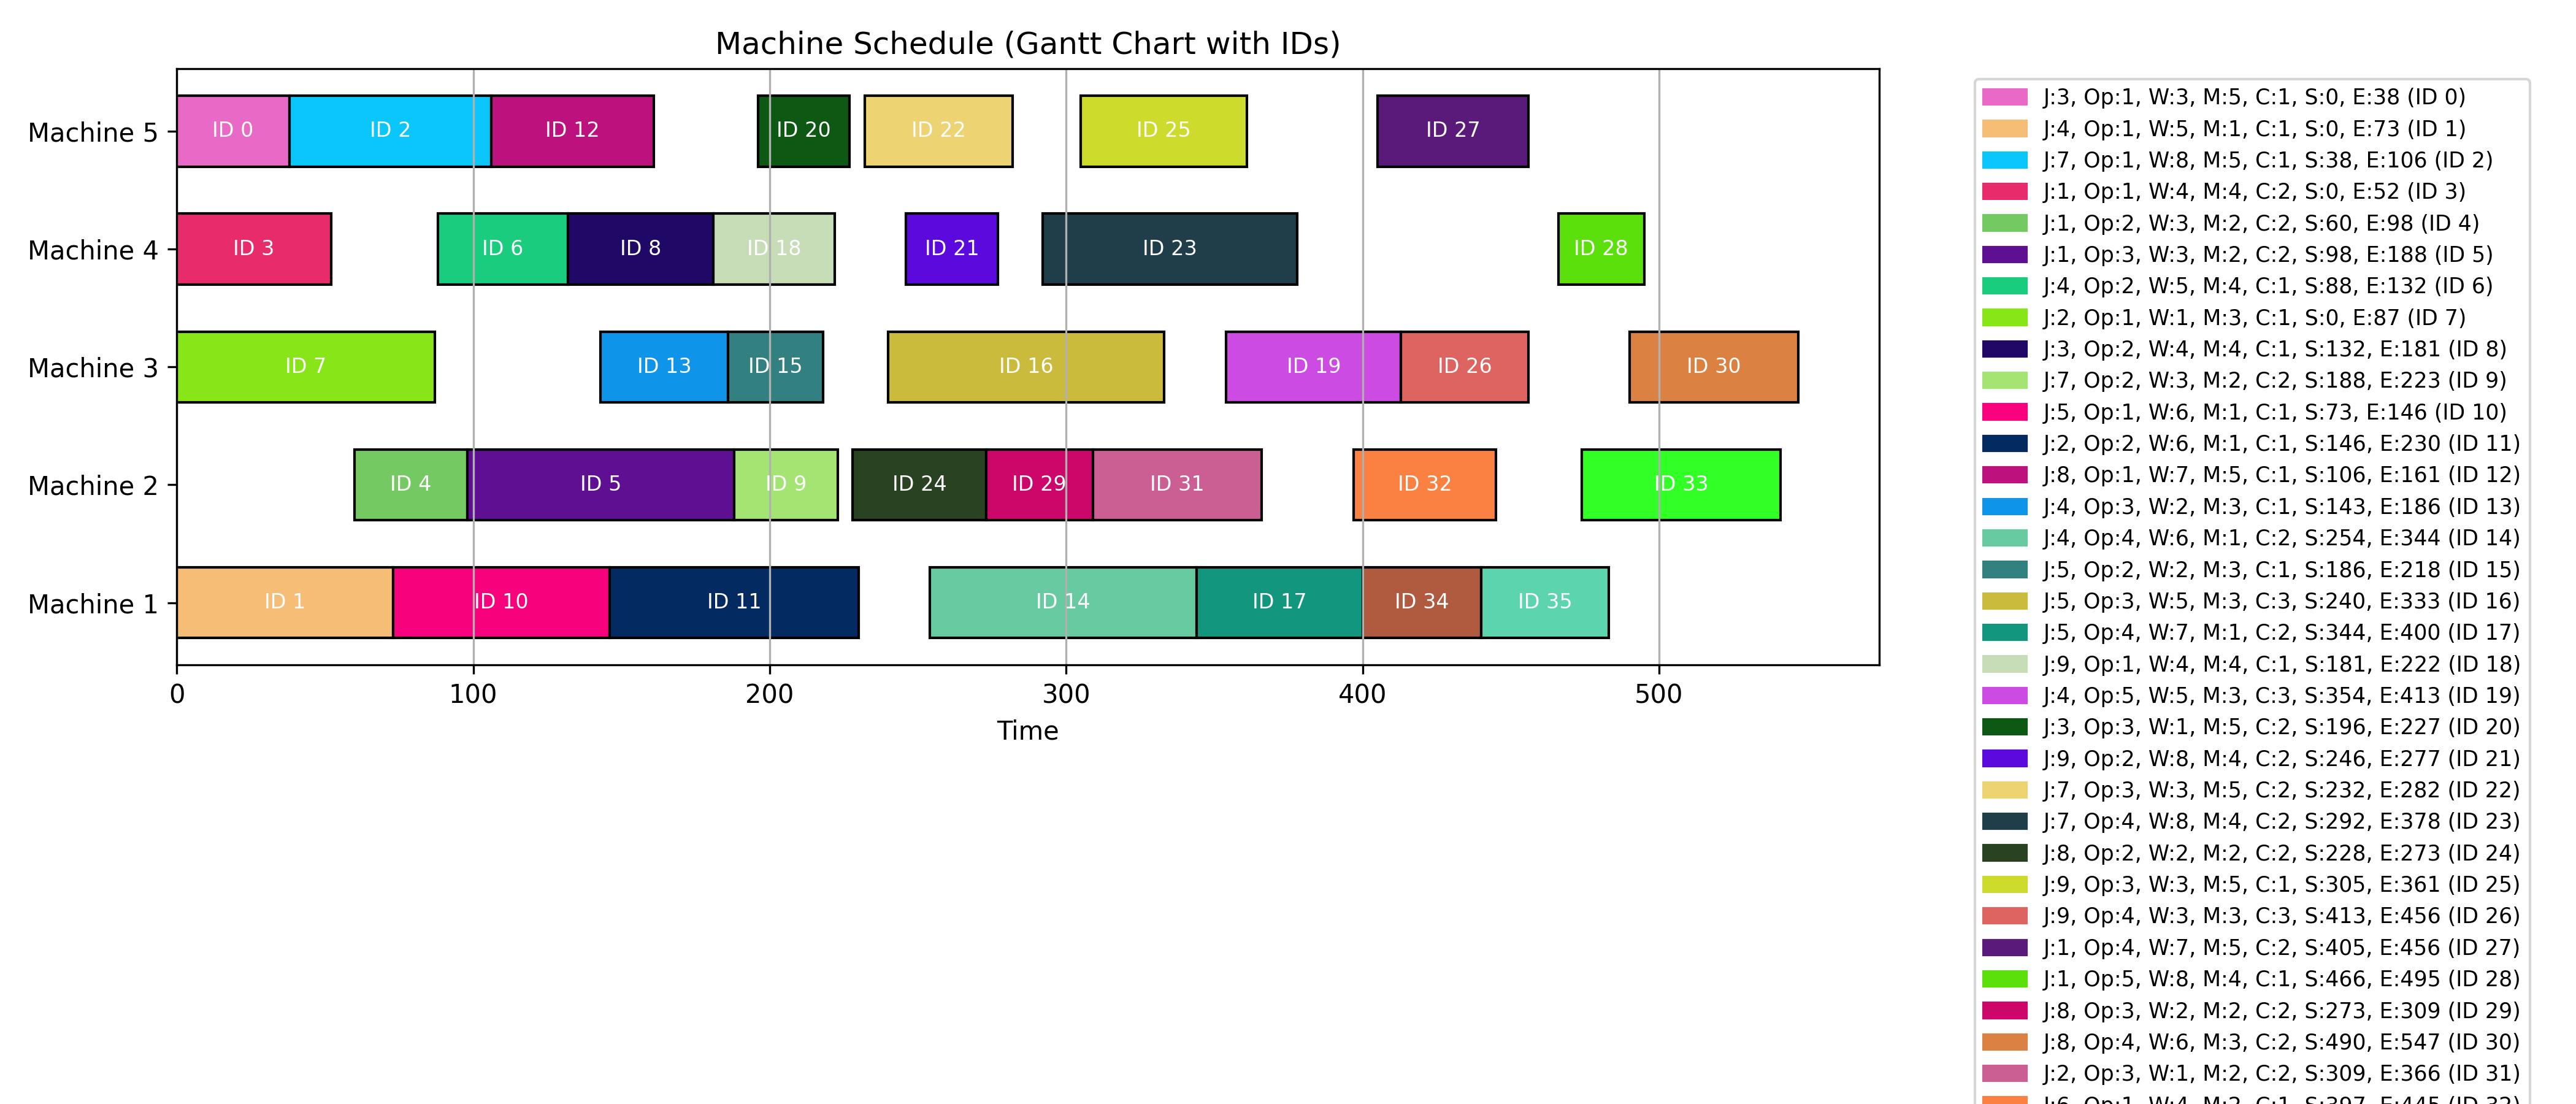 Machine Schedule (Gantt Chart with IDs)
Machine 5
ID 0
ID 2
ID 12
ID 20
ID 22
ID 25
ID 27
Machine 4
ID 3
ID 6
ID 8
ID 18
ID 21
ID 23
ID 28
Machine 3
ID 7
ID 13
ID 15
ID 16
ID 19
ID 26
ID 30
Machine 2
ID 4
ID 5
ID 9
ID 24
ID 29
ID 31
ID 32
ID 33
Machine 1
ID 1
ID 10
ID 11
ID 14
ID 17
ID 34
ID 35
0 100 200 300 400 500
Time
J:3, Op:1, W:3, M:5, C:1, S:0, E:38 (ID 0)
J:4, Op:1, W:5, M:1, C:1, S:0, E:73 (ID 1)
J:7, Op:1, W:8, M:5, C:1, S:38, E:106 (ID 2)
J:1, Op:1, W:4, M:4, C:2, S:0, E:52 (ID 3)
J:1, Op:2, W:3, M:2, C:2, S:60, E:98 (ID 4)
J:1, Op:3, W:3, M:2, C:2, S:98, E:188 (ID 5)
J:4, Op:2, W:5, M:4, C:1, S:88, E:132 (ID 6)
J:2, Op:1, W:1, M:3, C:1, S:0, E:87 (ID 7)
J:3, Op:2, W:4, M:4, C:1, S:132, E:181 (ID 8)
J:7, Op:2, W:3, M:2, C:2, S:188, E:223 (ID 9)
J:5, Op:1, W:6, M:1, C:1, S:73, E:146 (ID 10)
J:2, Op:2, W:6, M:1, C:1, S:146, E:230 (ID 11)
J:8, Op:1, W:7, M:5, C:1, S:106, E:161 (ID 12)
J:4, Op:3, W:2, M:3, C:1, S:143, E:186 (ID 13)
J:4, Op:4, W:6, M:1, C:2, S:254, E:344 (ID 14)
J:5, Op:2, W:2, M:3, C:1, S:186, E:218 (ID 15)
J:5, Op:3, W:5, M:3, C:3, S:240, E:333 (ID 16)
J:5, Op:4, W:7, M:1, C:2, S:344, E:400 (ID 17)
J:9, Op:1, W:4, M:4, C:1, S:181, E:222 (ID 18)
J:4, Op:5, W:5, M:3, C:3, S:354, E:413 (ID 19)
J:3, Op:3, W:1, M:5, C:2, S:196, E:227 (ID 20)
J:9, Op:2, W:8, M:4, C:2, S:246, E:277 (ID 21)
J:7, Op:3, W:3, M:5, C:2, S:232, E:282 (ID 22)
J:7, Op:4, W:8, M:4, C:2, S:292, E:378 (ID 23)
J:8, Op:2, W:2, M:2, C:2, S:228, E:273 (ID 24)
J:9, Op:3, W:3, M:5, C:1, S:305, E:361 (ID 25)
J:9, Op:4, W:3, M:3, C:3, S:413, E:456 (ID 26)
J:1, Op:4, W:7, M:5, C:2, S:405, E:456 (ID 27)
J:1, Op:5, W:8, M:4, C:1, S:466, E:495 (ID 28)
J:8, Op:3, W:2, M:2, C:2, S:273, E:309 (ID 29)
J:8, Op:4, W:6, M:3, C:2, S:490, E:547 (ID 30)
J:2, Op:3, W:1, M:2, C:2, S:309, E:366 (ID 31)